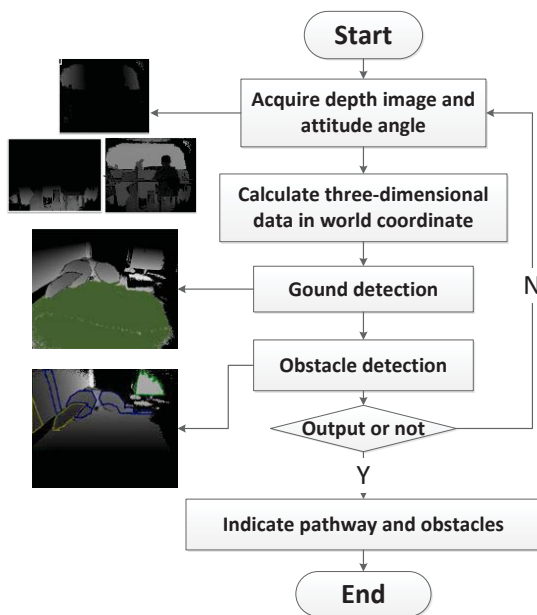 Start
Acquire depth image and
attitude angle
Calculate three-dimensional
data in world coordinate
N
Gound detection
Obstacle detection
Output or not
Y
Indicate pathway and obstacles
End